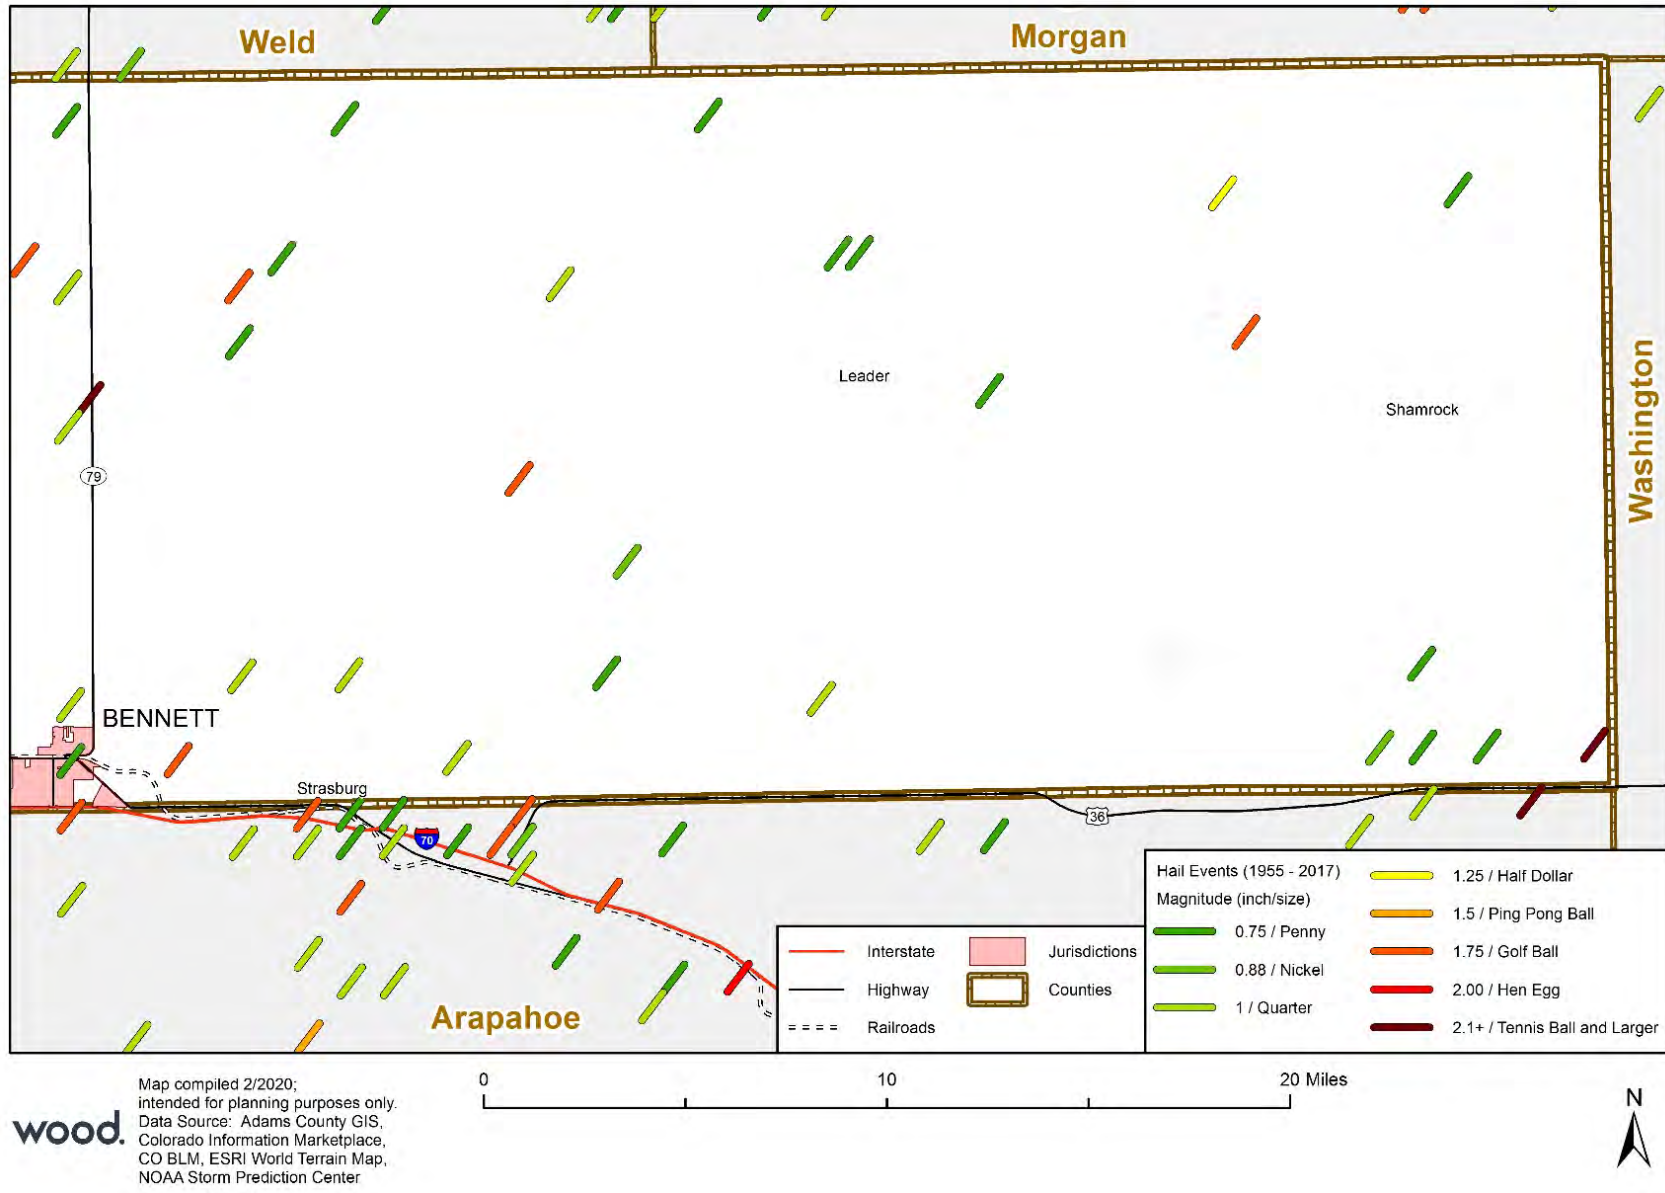 Weld
Morgan
Leader
Shamrock
Washington
79
BENNETT
Strasburg
36
70
Arapahoe
Interstate
Highway
Railroads
Jurisdictions
Counties
Hail Events (1955 - 2017)
Magnitude (inch/size)
0.75 / Penny
0.88 / Nickel
1 / Quarter
1.25 / Half Dollar
1.5 / Ping Pong Ball
1.75 / Golf Ball
2.00 / Hen Egg
2.1+ / Tennis Ball and Larger
0 10 20 Miles
N
wood.
Map compiled 2/2020;
intended for planning purposes only.
Data Source: Adams County GIS,
Colorado Information Marketplace,
CO BLM, ESRI World Terrain Map,
NOAA Storm Prediction Center